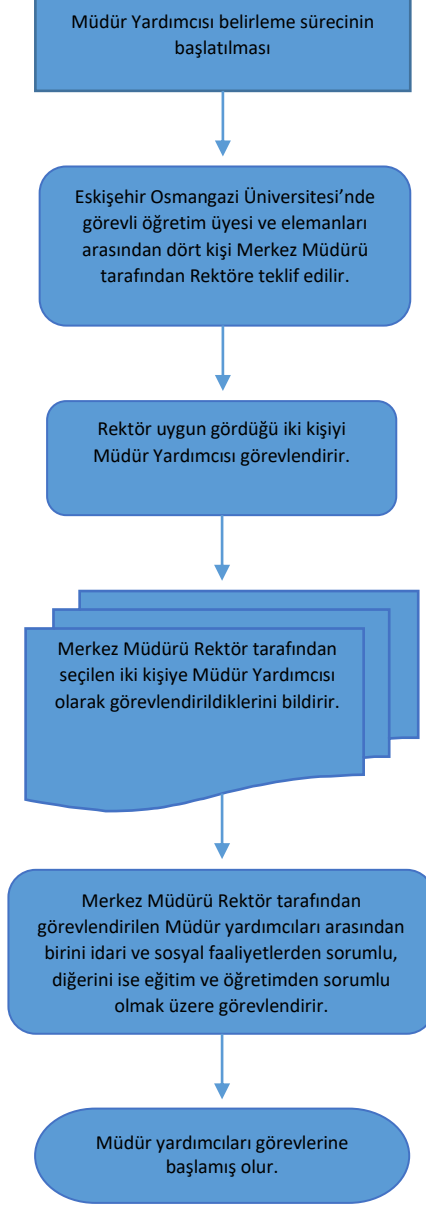 Müdür Yardımcısı belirleme sürecinin
başlatılması
Eskişehir Osmangazi Üniversitesi’nde
görevli öğretim üyesi ve elemanları
arasından dört kişi Merkez Müdürü
tarafından Rektöre teklif edilir.
Rektör uygun gördüğü iki kişiyi
Müdür Yardımcısı görevlendirir.
Merkez Müdürü Rektör tarafından
seçilen iki kişiye Müdür Yardımcısı
olarak görevlendirildiklerini bildirir.
Merkez Müdürü Rektör tarafından
görevlendirilen Müdür yardımcıları arasından
birini idari ve sosyal faaliyetlerden sorumlu,
diğerini ise eğitim ve öğretimden sorumlu
olmak üzere görevlendirir.
Müdür yardımcıları görevlerine
başlamış olur.